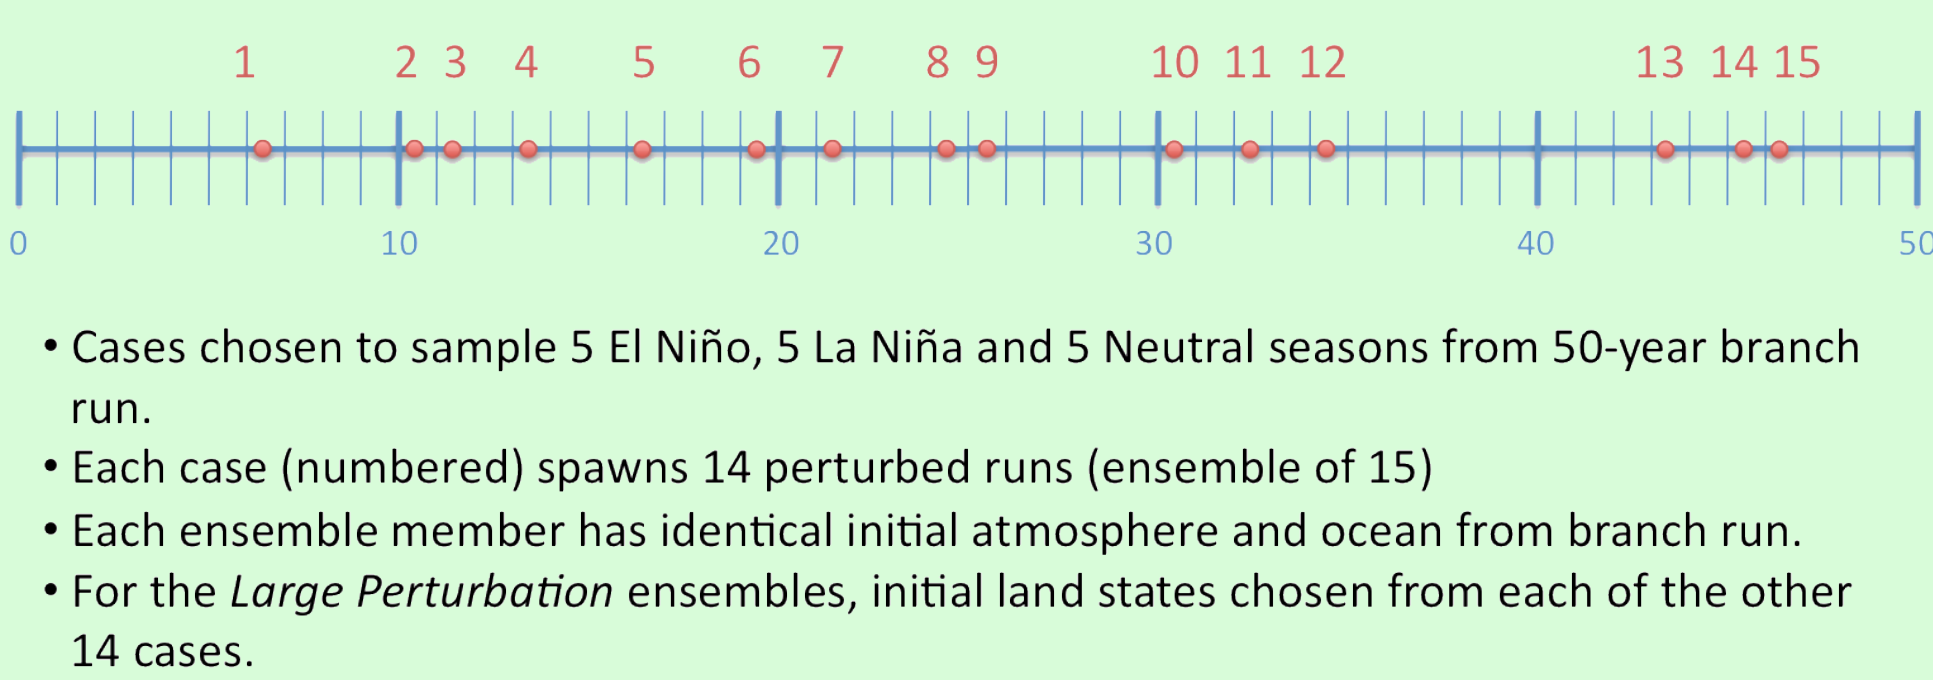 1 2 3 4 5 6 7 8 9 10 11 12 13 14 15
0 10 20 30 40 50
• Cases chosen to sample 5 El Niño, 5 La Niña and 5 Neutral seasons from 50-year branch
run.
• Each case (numbered) spawns 14 perturbed runs (ensemble of 15)
• Each ensemble member has identical initial atmosphere and ocean from branch run.
• For the Large Perturbation ensembles, initial land states chosen from each of the other
14 cases.